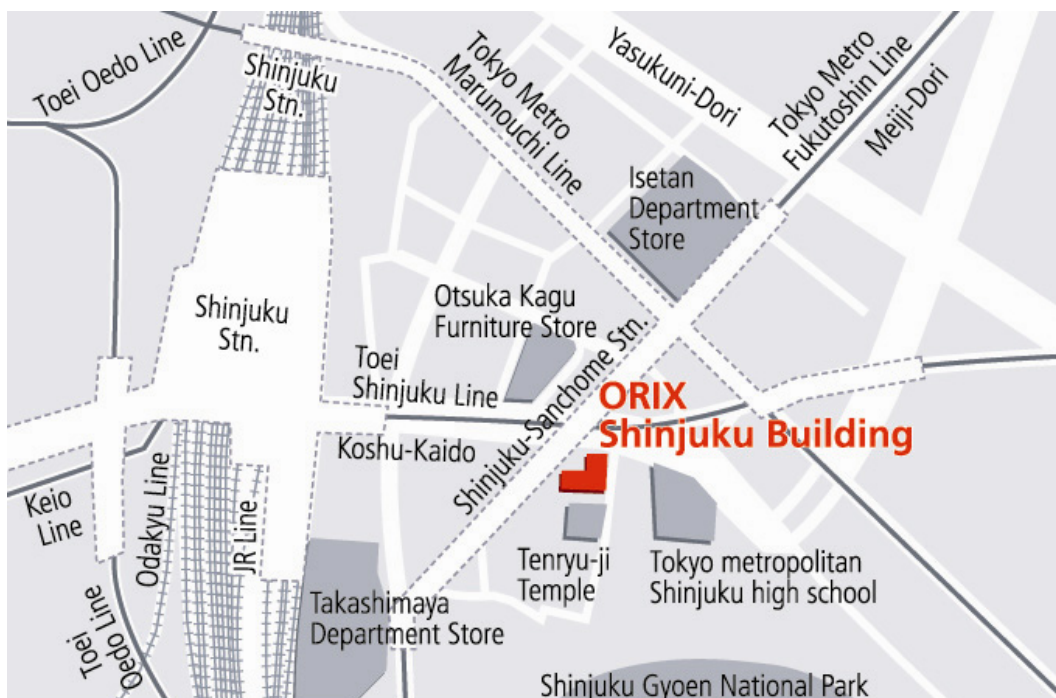 Toei Oedo Line
Shinjuku
Stn.
Tokyo Metro
Marunouchi Line
Yasukuni-Dori
Tokyo Metro
Fukutoshin Line
Meiji-Dori
Isetan
Department
Store
Shinjuku
Stn.
Otsuka Kagu
Furniture Store
Toei
Shinjuku Line
Koshu-Kaido
Shinjuku-Sanchome Stn.
ORIX
Shinjuku Building
Keio
Line
Odakyu Line
JR Line
Toei
Oedo Line
Takashimaya
Department Store
Tenryu-ji
Temple
Tokyo metropolitan
Shinjuku high school
Shinjuku Gyoen National Park